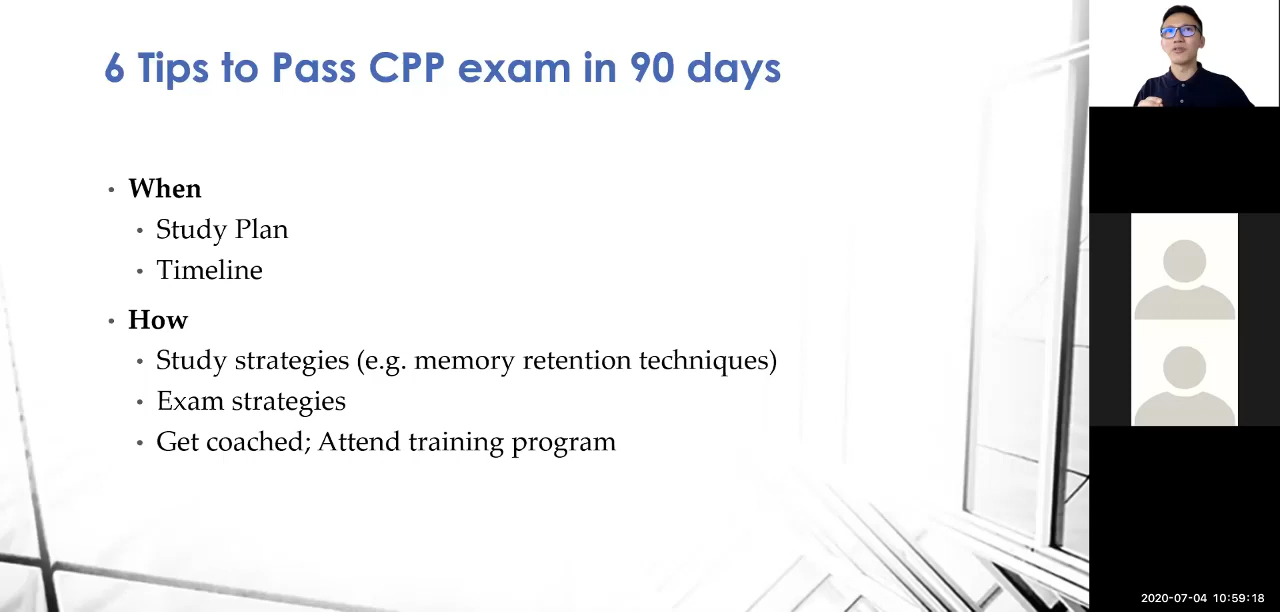 6 Tips to Pass CPP exam in 90 days
• When
• Study Plan
• Timeline
• How
• Study strategies (e.g. memory retention techniques)
• Exam strategies
• Get coached; Attend training program
2020-07-04 10:59:18